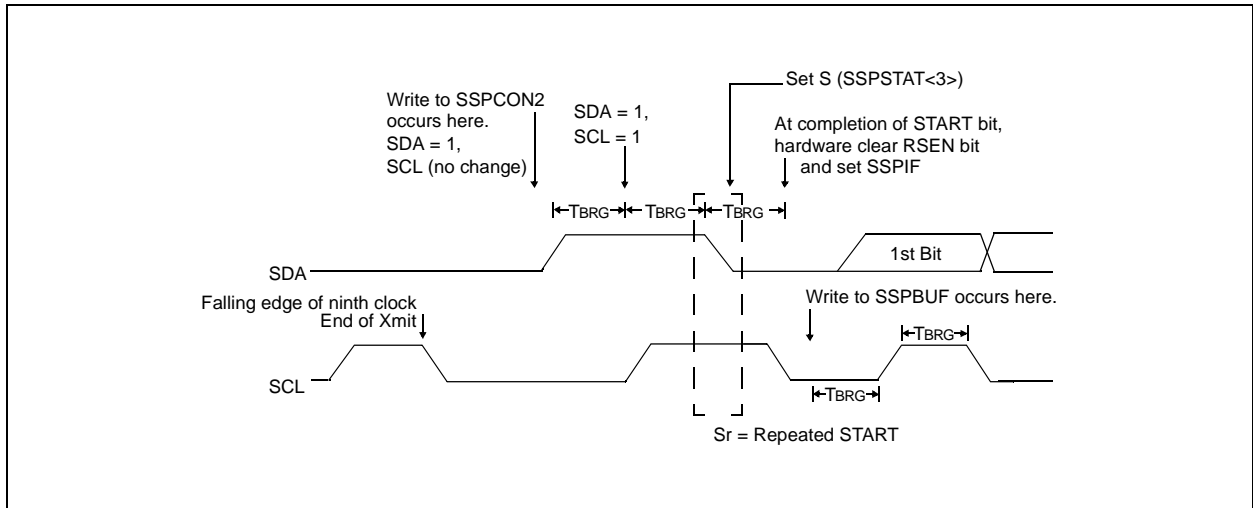 Set S (SSPSTAT<3>)
Write to SSPCON2
occurs here.
SDA = 1,
SCL (no change)
SDA = 1,
SCL = 1
At completion of START bit,
hardware clear RSEN bit
and set SSPIF
TBRG
TBRG
TBRG
SDA
1st Bit
Falling edge of ninth clock
End of Xmit
Write to SSPBUF occurs here.
TBRG
SCL
TBRG
Sr = Repeated START